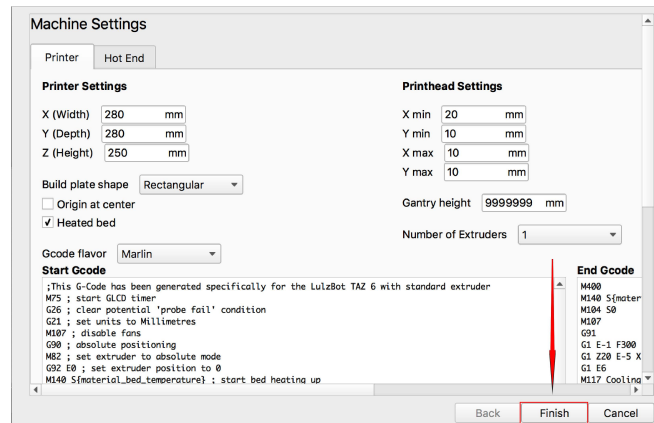 Machine Settings
Printer Hot End
Printer Settings
X (Width) 280 mm
Y (Depth) 280 mm
Z (Height) 250 mm
Build plate shape Rectangular
Origin at center
Heated bed
Gcode flavor Marlin
Printhead Settings
X min 20 mm
Y min 10 mm
X max 10 mm
Y max 10 mm
Gantry height 9999999 mm
Number of Extruders 1
Start Gcode
;This G-Code has been generated specifically for the LulzBot TAZ 6 with standard extruder
M75 ; start GLCD timer
G26 ; clear potential 'probe fail' condition
G21 ; set units to Millimetres
M107 ; disable fans
G90 ; absolute positioning
M82 ; set extruder to absolute mode
G92 E0 ; set extruder position to 0
M140 S{material_bed_temperature} ; start bed heating up
End Gcode
M400
M140 S{mater
M104 S0
M107
G91
G1 E-1 F300
G1 Z20 E-5 X
G1 E6
M117 Cooling
Back Finish Cancel